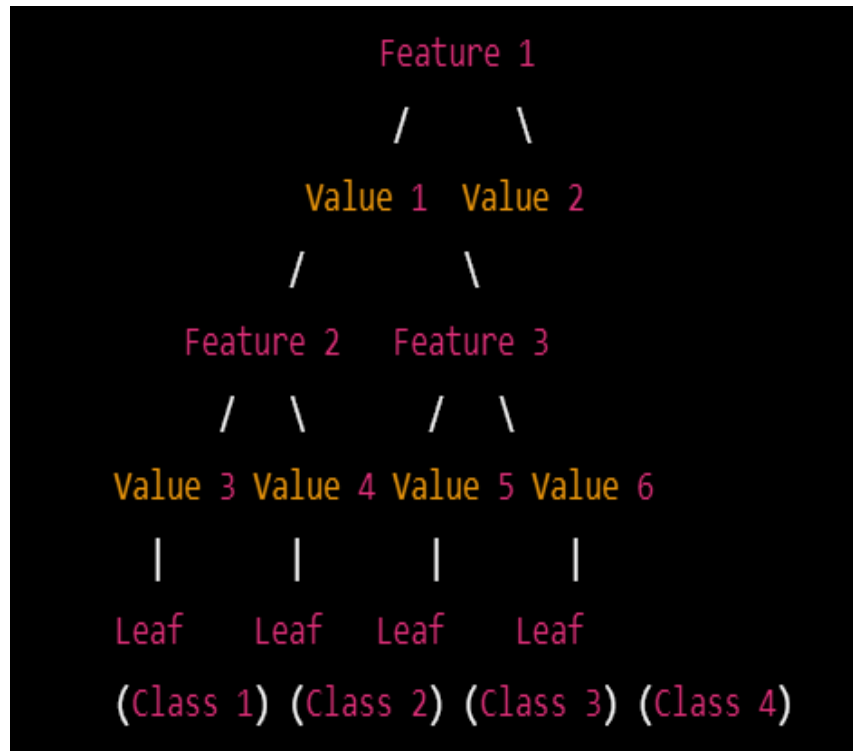 Feature 1
/ \
Value 1 Value 2
/ \
Feature 2 Feature 3
/ \ / \
Value 3 Value 4 Value 5 Value 6
| | | |
Leaf Leaf Leaf Leaf
(Class 1) (Class 2) (Class 3) (Class 4)